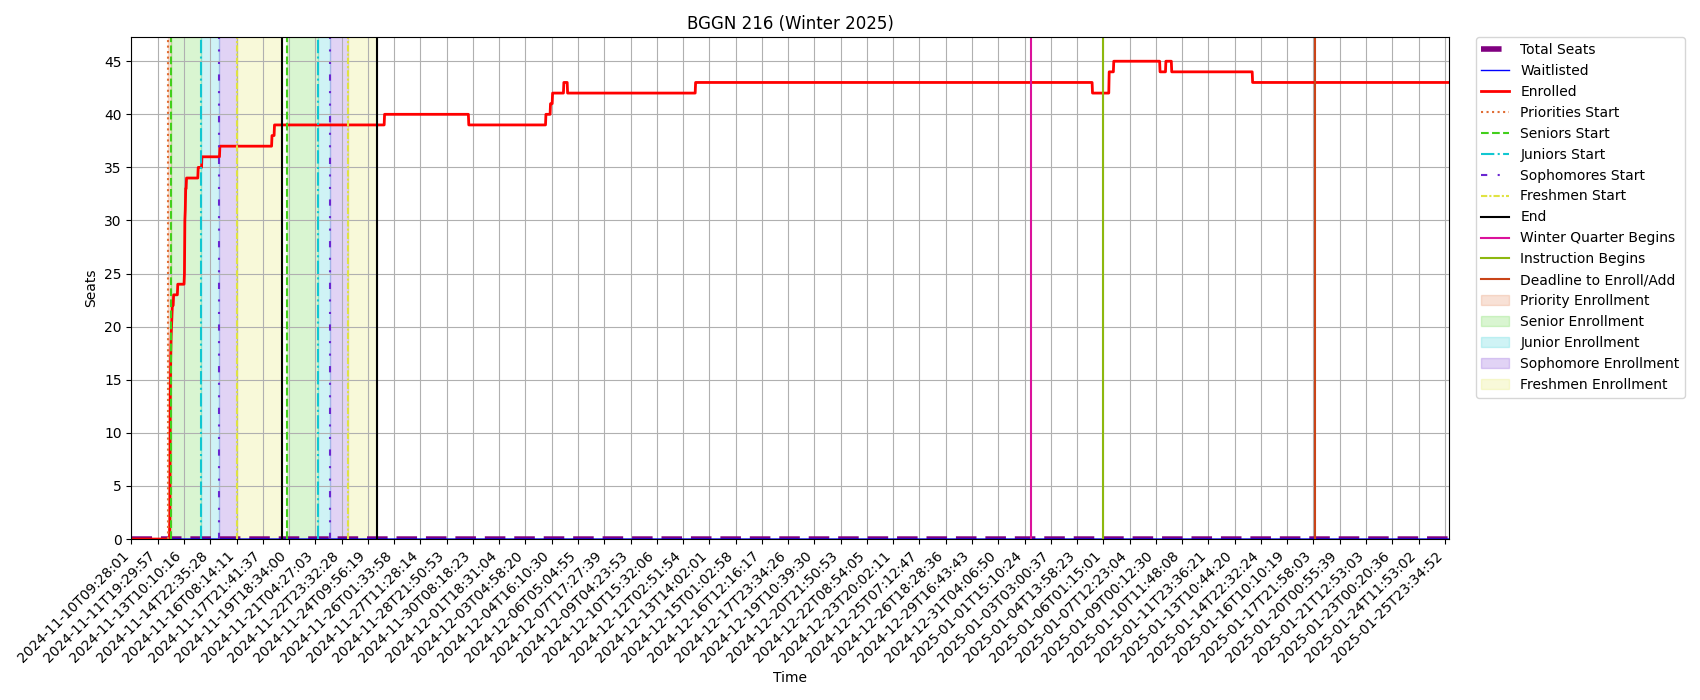 BGGN 216 (Winter 2025)
Seats
45
40
35
30
25
20
15
10
5
0
2024-11-10T09:28:01
2024-11-11T19:29:57
2024-11-13T10:10:16
2024-11-14T22:35:28
2024-11-16T08:14:11
2024-11-17T21:41:37
2024-11-19T18:34:00
2024-11-21T04:27:03
2024-11-22T23:32:28
2024-11-24T09:56:19
2024-11-26T01:33:58
2024-11-27T11:28:14
2024-11-28T21:50:53
2024-11-30T08:18:23
2024-12-01T18:31:04
2024-12-03T04:58:20
2024-12-04T16:10:30
2024-12-06T05:04:55
2024-12-07T17:27:39
2024-12-09T04:23:53
2024-12-10T15:32:06
2024-12-12T02:51:54
2024-12-13T14:02:01
2024-12-15T01:02:58
2024-12-16T12:16:17
2024-12-17T23:34:26
2024-12-19T10:39:30
2024-12-20T21:50:53
2024-12-22T08:54:05
2024-12-23T20:02:11
2024-12-25T07:12:47
2024-12-26T18:28:36
2024-12-29T16:43:43
2024-12-31T04:06:50
2025-01-01T15:10:24
2025-01-03T03:00:37
2025-01-04T13:58:23
2025-01-06T01:15:01
2025-01-07T12:23:04
2025-01-09T00:12:30
2025-01-10T11:48:08
2025-01-11T23:36:21
2025-01-13T10:44:20
2025-01-14T22:32:24
2025-01-16T10:10:19
2025-01-17T21:58:03
2025-01-20T00:55:39
2025-01-21T12:53:03
2025-01-23T00:20:36
2025-01-24T11:53:02
2025-01-25T23:34:52
Time
Total Seats
Waitlisted
Enrolled
Priorities Start
Seniors Start
Juniors Start
Sophomores Start
Freshmen Start
End
Winter Quarter Begins
Instruction Begins
Deadline to Enroll/Add
Priority Enrollment
Senior Enrollment
Junior Enrollment
Sophomore Enrollment
Freshmen Enrollment